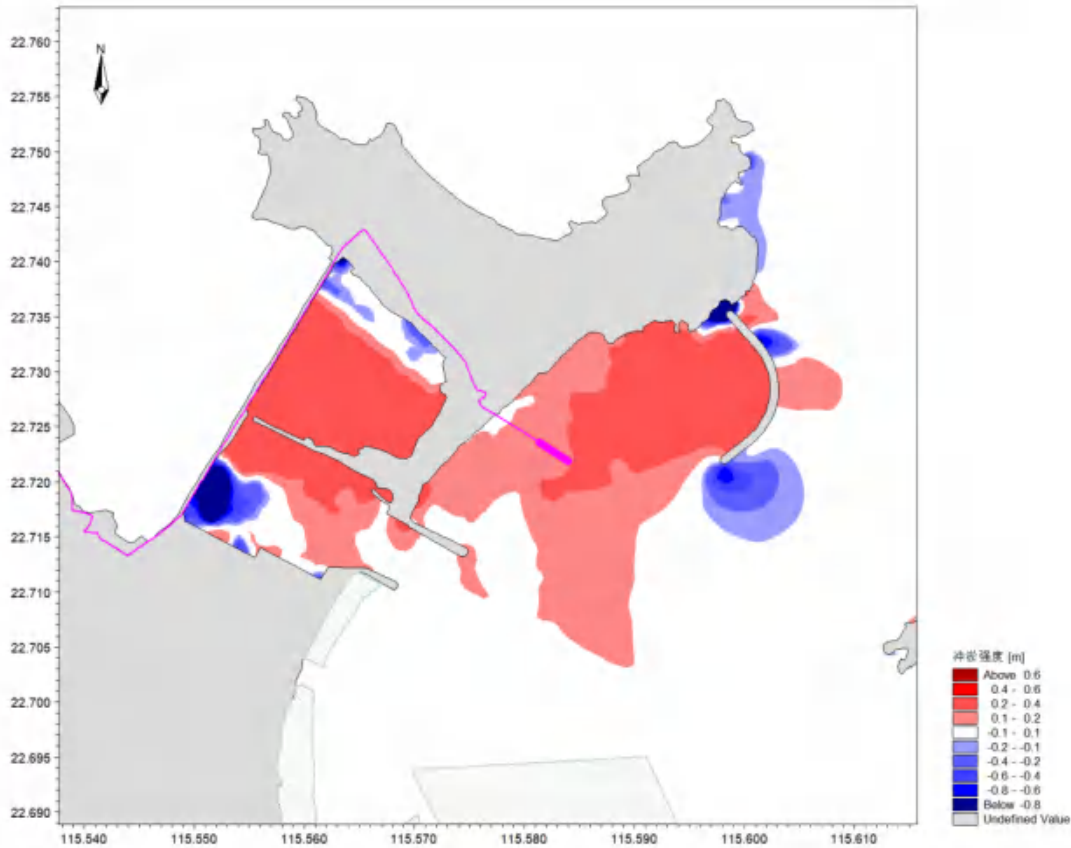 22.760
N
22.755
22.750
22.745
22.740
22.735
22.730
22.725
22.720
22.715
22.710
22.705
22.700
22.695
22.690
115.540 115.550 115.560 115.570 115.580 115.590 115.600 115.610
冲淤强度 [m]
Above 0.6
0.4 - 0.6
0.2 - 0.4
0.1 - 0.2
-0.1 - 0.1
-0.2 - -0.1
-0.4 - -0.2
-0.6 - -0.4
-0.8 - -0.6
Below -0.8
Undefined Value